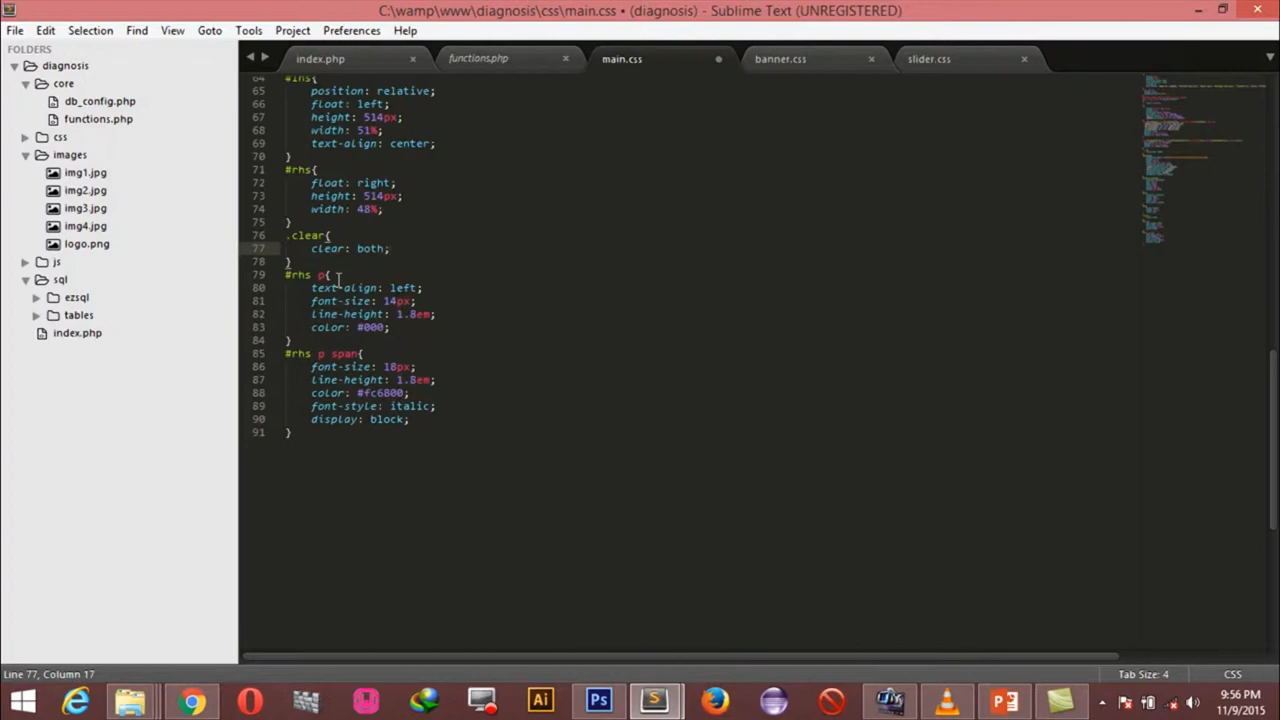 C:\wamp\www\diagnosis\css\main.css • (diagnosis) - Sublime Text (UNREGISTERED)
File Edit Selection Find View Goto Tools Project Preferences Help
FOLDERS
diagnosis
core
db_config.php
functions.php
css
images
img1.jpg
img2.jpg
img3.jpg
img4.jpg
logo.png
js
sql
ezsql
tables
index.php
index.php functions.php main.css banner.css slider.css
64 #lhs{
65 position: relative;
66 float: left;
67 height: 514px;
68 width: 51%;
69 text-align: center;
70 }
71 #rhs{
72 float: right;
73 height: 514px;
74 width: 48%;
75 }
76 .clear{
77 clear: both;
78 }
79 #rhs p{
80 text-align: left;
81 font-size: 14px;
82 line-height: 1.8em;
83 color: #000;
84 }
85 #rhs p span{
86 font-size: 18px;
87 line-height: 1.8em;
88 color: #fc6800;
89 font-style: italic;
90 display: block;
91 }
Line 77, Column 17 Tab Size: 4 CSS
Ai Ps S P
9:56 PM
11/9/2015